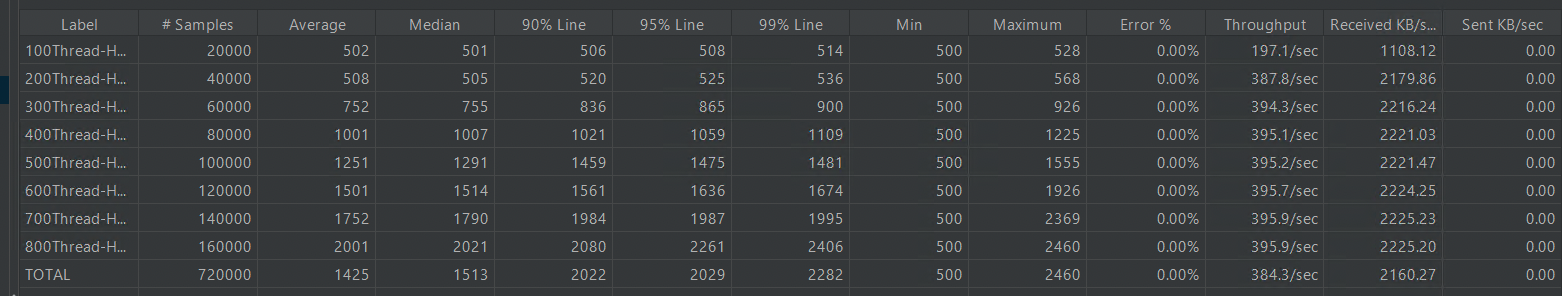 Label # Samples Average Median 90% Line 95% Line 99% Line Min Maximum Error % Throughput Received KB/s... Sent KB/sec
100Thread-H... 20000 502 501 506 508 514 500 528 0.00% 197.1/sec 1108.12 0.00
200Thread-H... 40000 508 505 520 525 536 500 568 0.00% 387.8/sec 2179.86 0.00
300Thread-H... 60000 752 755 836 865 900 500 926 0.00% 394.3/sec 2216.24 0.00
400Thread-H... 80000 1001 1007 1021 1059 1109 500 1225 0.00% 395.1/sec 2221.03 0.00
500Thread-H... 100000 1251 1291 1459 1475 1481 500 1555 0.00% 395.2/sec 2221.47 0.00
600Thread-H... 120000 1501 1514 1561 1636 1674 500 1926 0.00% 395.7/sec 2224.25 0.00
700Thread-H... 140000 1752 1790 1984 1987 1995 500 2369 0.00% 395.9/sec 2225.23 0.00
800Thread-H... 160000 2001 2021 2080 2261 2406 500 2460 0.00% 395.9/sec 2225.20 0.00
TOTAL 720000 1425 1513 2022 2029 2282 500 2460 0.00% 384.3/sec 2160.27 0.00